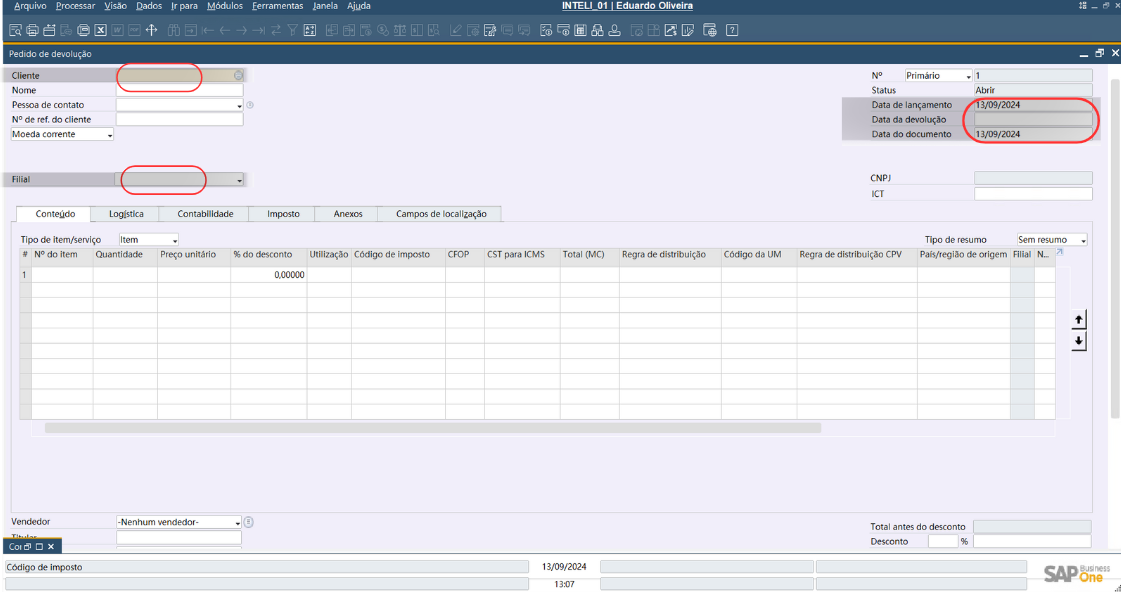 Arquivo Processar Visão Dados Ir para Módulos Ferramentas Janela Ajuda INTELI_01 | Eduardo Oliveira
Pedido de devolução
Cliente Nº Primário 1
Nome Status Abrir
Pessoa de contato Data de lançamento 13/09/2024
Nº de ref. do cliente Data da devolução
Moeda corrente Data do documento 13/09/2024
Filial CNPJ
ICT
Conteúdo Logística Contabilidade Imposto Anexos Campos de localização
Tipo de item/serviço Item Tipo de resumo Sem resumo
# Nº do item Quantidade Preço unitário % do desconto Utilização Código de imposto CFOP CST para ICMS Total (MC) Regra de distribuição Código da UM Regra de distribuição CPV País/região de origem Filial N...
1 0,00000
Vendedor -Nenhum vendedor- Total antes do desconto
Titular
Desconto %
Cor
Código de imposto 13/09/2024
13:07
SAP Business One